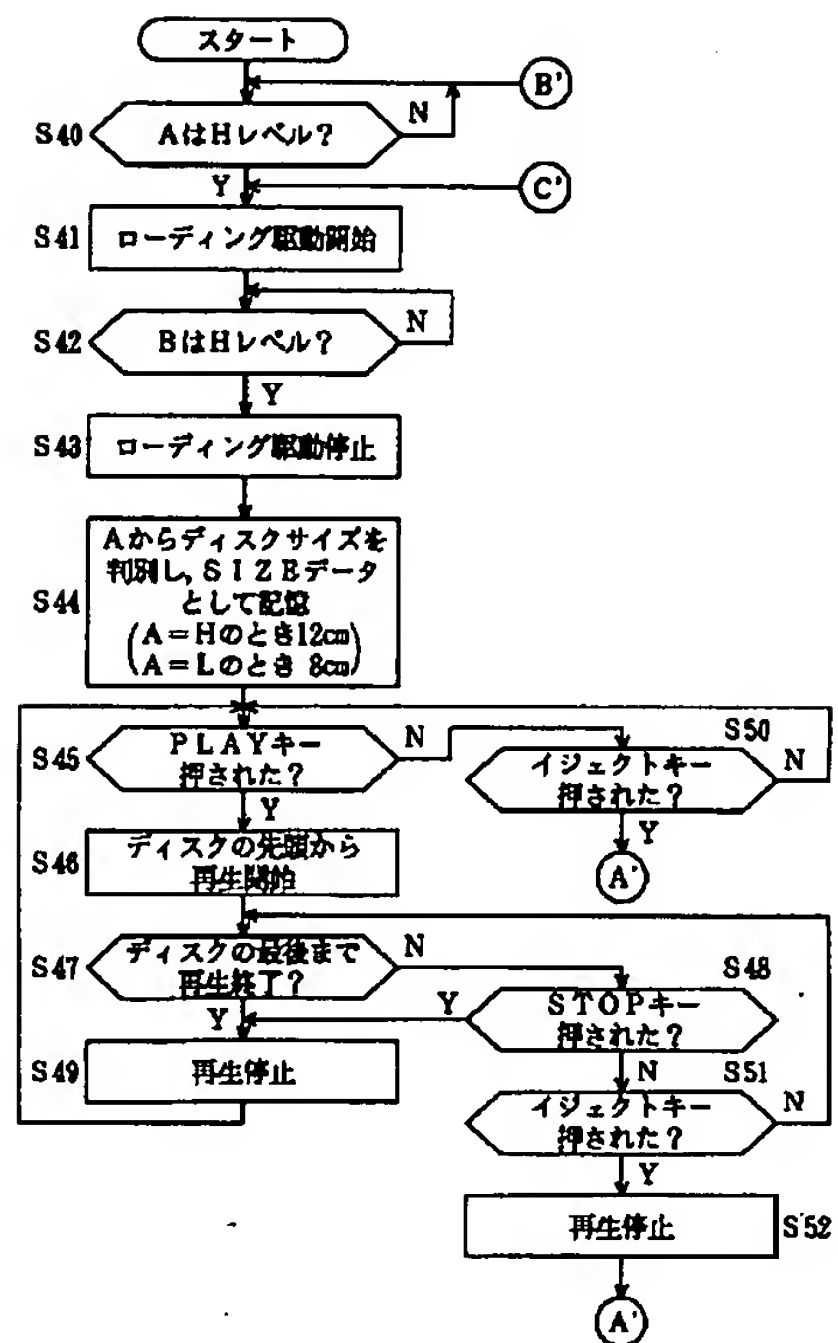 スタート
B'
S40
AはHレベル?
N
Y
C'
S41
ローディング駆動開始
S42
BはHレベル?
N
Y
S43
ローディング駆動停止
S44
Aからディスクサイズを
判別し,SIZEデータ
として記憶
(A=Hのとき12cm)
(A=Lのとき 8cm)
S45
PLAYキー
押された?
N
Y
S50
イジェクトキー
押された?
N
Y
A'
S46
ディスクの先頭から
再生開始
S47
ディスクの最後まで
再生終了?
N
Y
S48
STOPキー
押された?
Y
N
S49
再生停止
S51
イジェクトキー
押された?
N
Y
再生停止
S52
A'